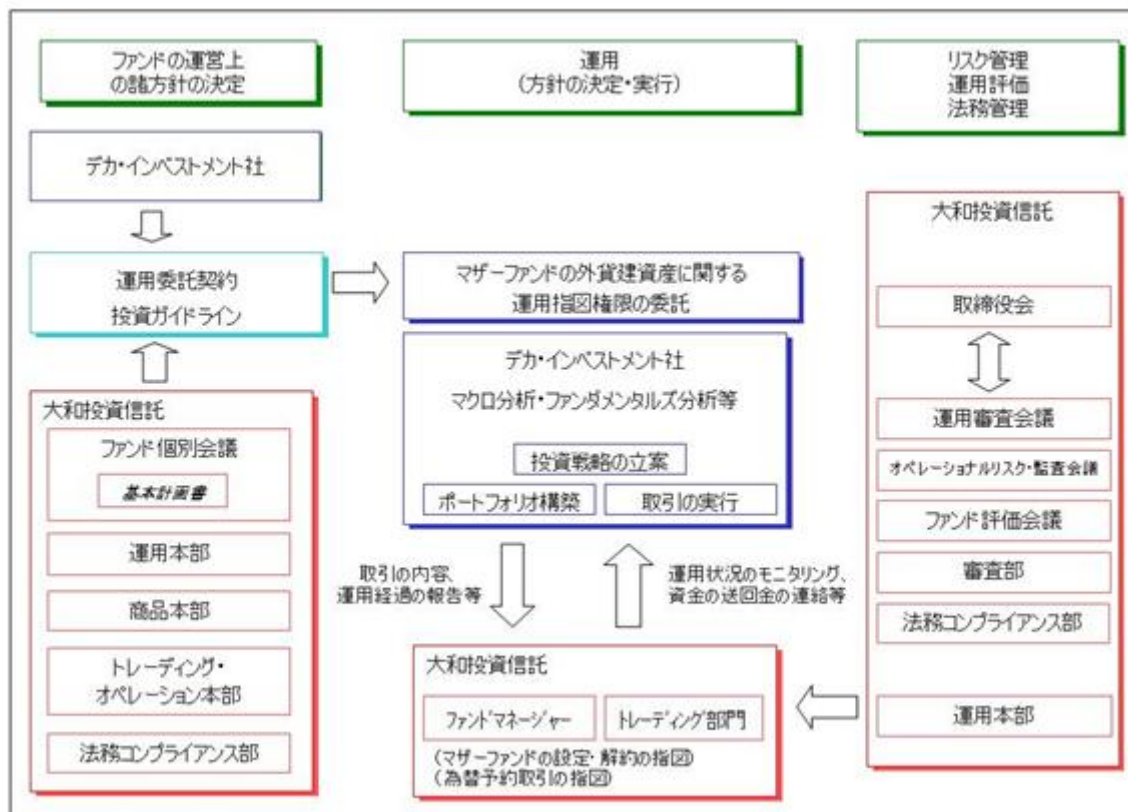 ファンドの運営上
の諸方針の決定
運用
(方針の決定・実行)
リスク管理
運用評価
法務管理
デカ・インベストメント社
運用委託契約
投資ガイドライン
大和投資信託
ファンド個別会議
基本計画書
運用本部
商品本部
トレーディング・
オペレーション本部
法務コンプライアンス部
マザーファンドの外貨建資産に関する
運用指図権限の委託
デカ・インベストメント社
マクロ分析・ファンダメンタルズ分析等
投資戦略の立案
ポートフォリオ構築
取引の実行
取引の内容、
運用経過の報告等
運用状況のモニタリング、
資金の送回金の連絡等
大和投資信託
ファンドマネージャー
トレーディング部門
(マザーファンドの設定・解約の指図)
(為替予約取引の指図)
大和投資信託
取締役会
運用審査会議
オペレーショナルリスク・監査会議
ファンド評価会議
審査部
法務コンプライアンス部
運用本部